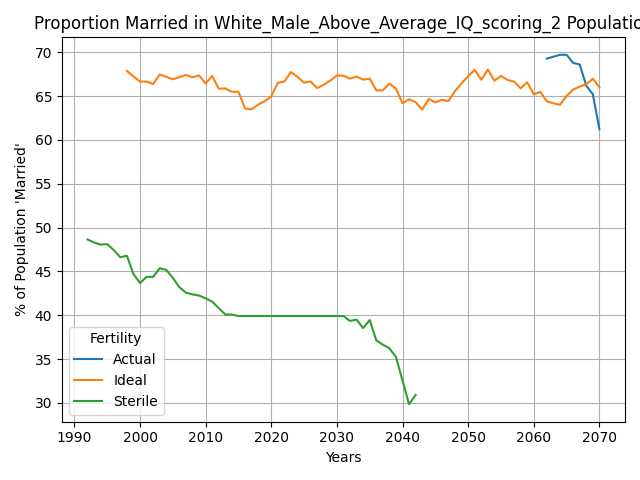 Proportion Married in White_Male_Above_Average_IQ_scoring_2 Populatio
% of Population 'Married'
70
65
60
55
50
45
40
35
30
Fertility
Actual
Ideal
Sterile
1990 2000 2010 2020 2030 2040 2050 2060 2070
Years